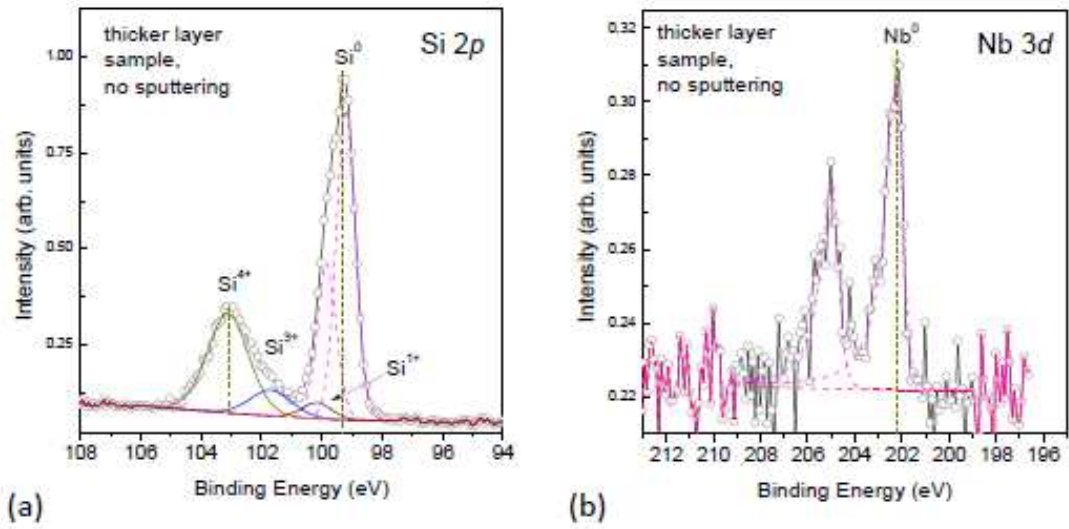 thicker layer
sample,
no sputtering
Si 2p
Si⁰
Si⁴⁺
Si³⁺
Si¹⁺
1.00
0.75
0.50
0.25
Intensity (arb. units)
108 106 104 102 100 98 96 94
Binding Energy (eV)
(a)
thicker layer
sample,
no sputtering
Nb⁰
Nb 3d
0.32
0.30
0.28
0.26
0.24
0.22
Intensity (arb. units)
212 210 208 206 204 202 200 198 196
Binding Energy (eV)
(b)